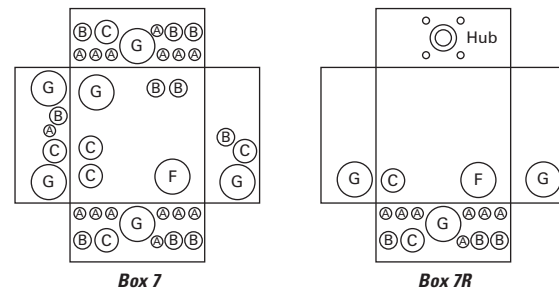 B C A B B
A A A G A A A
G G B B
B
A
B
C C C
C
G F G
A A A G A A A
B C A B B
Box 7
Hub
G C F G
A A A G A A A
B C A B B
Box 7R